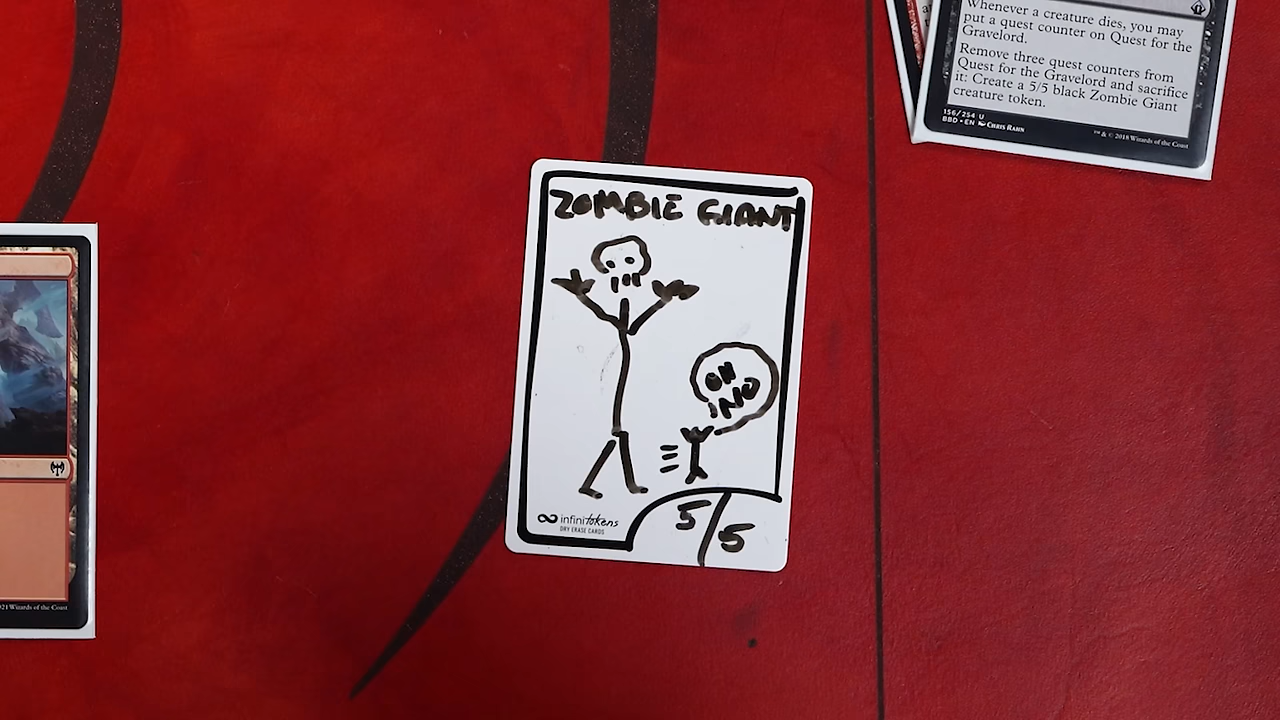 Whenever a creature dies, you may
put a quest counter on Quest for the
Gravelord.
Remove three quest counters from
Quest for the Gravelord and sacrifice
it: Create a 5/5 black Zombie Giant
creature token.
156/254 U
BBD • EN CHRIS RAHN
™ & © 2018 Wizards of the Coast
ZOMBIE GIANT
OH
NO
5/5
infinitokens
DRY ERASE CARDS
21 Wizards of the Coast